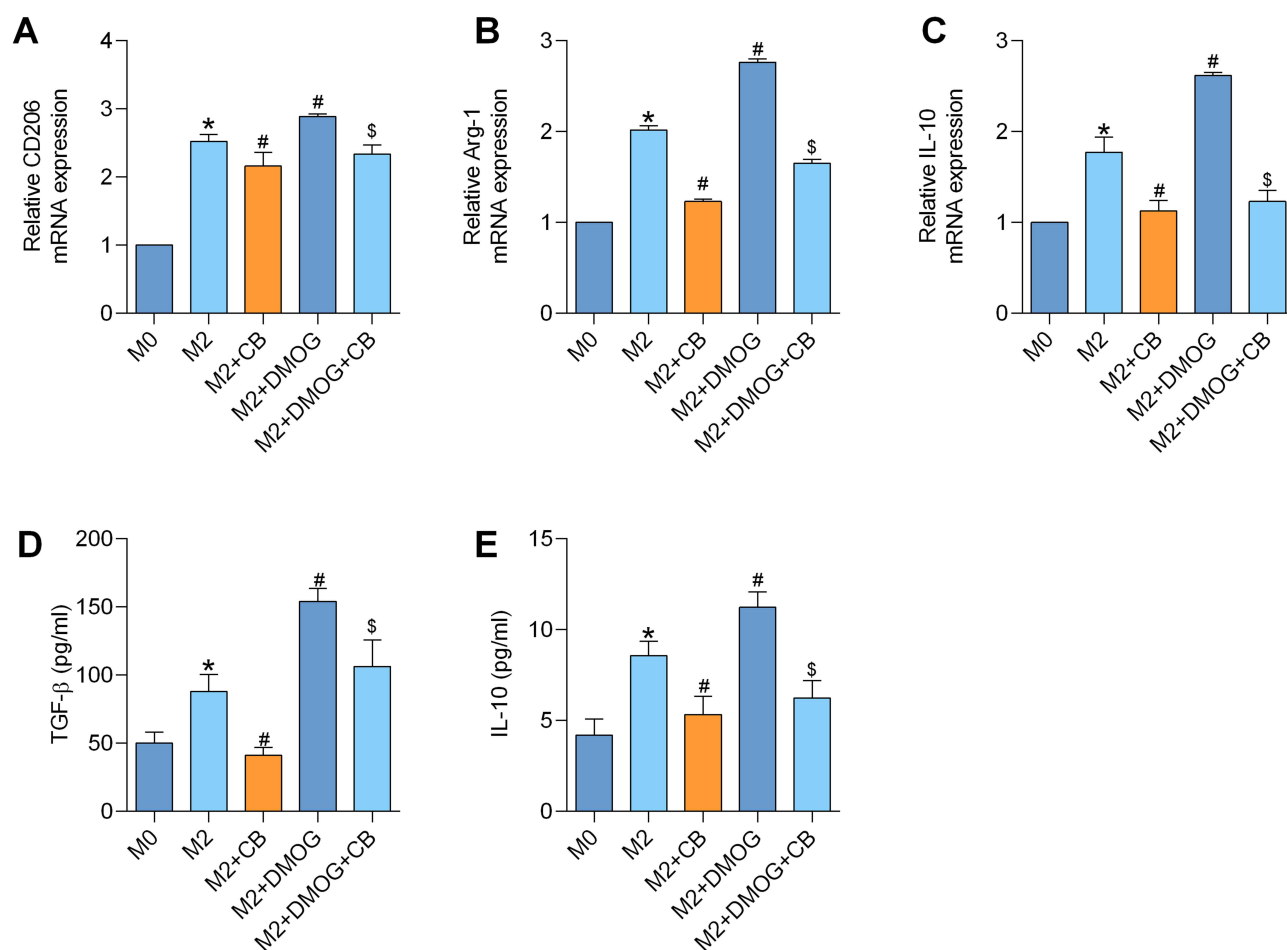 A
Relative CD206
mRNA expression
4
3
2
1
0
*
#
#
$
M0
M2
M2+CB
M2+DMOG
M2+DMOG+CB
B
Relative Arg-1
mRNA expression
3
2
1
0
*
#
#
$
M0
M2
M2+CB
M2+DMOG
M2+DMOG+CB
C
Relative IL-10
mRNA expression
3
2
1
0
*
#
#
$
M0
M2
M2+CB
M2+DMOG
M2+DMOG+CB
D
TGF-β (pg/ml)
200
150
100
50
0
*
#
#
$
M0
M2
M2+CB
M2+DMOG
M2+DMOG+CB
E
IL-10 (pg/ml)
15
10
5
0
*
#
#
$
M0
M2
M2+CB
M2+DMOG
M2+DMOG+CB